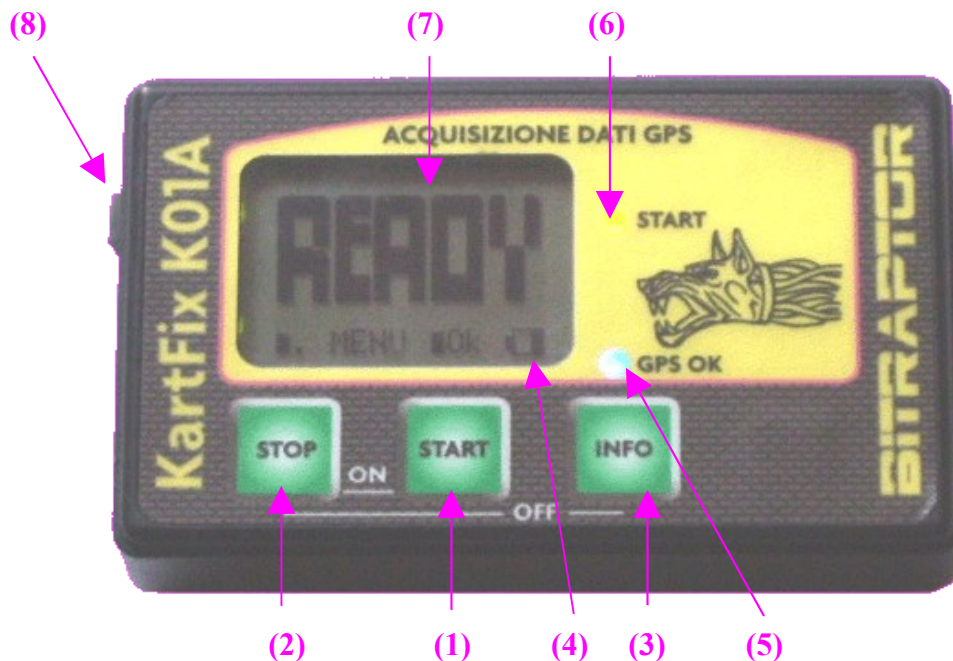 (8) (7) (6)
ACQUISIZIONE DATI GPS
KartFix K01A
READY
START
BITRAPTOR
MENU
GPS OK
STOP START INFO
ON
OFF
(2) (1) (4) (3) (5)